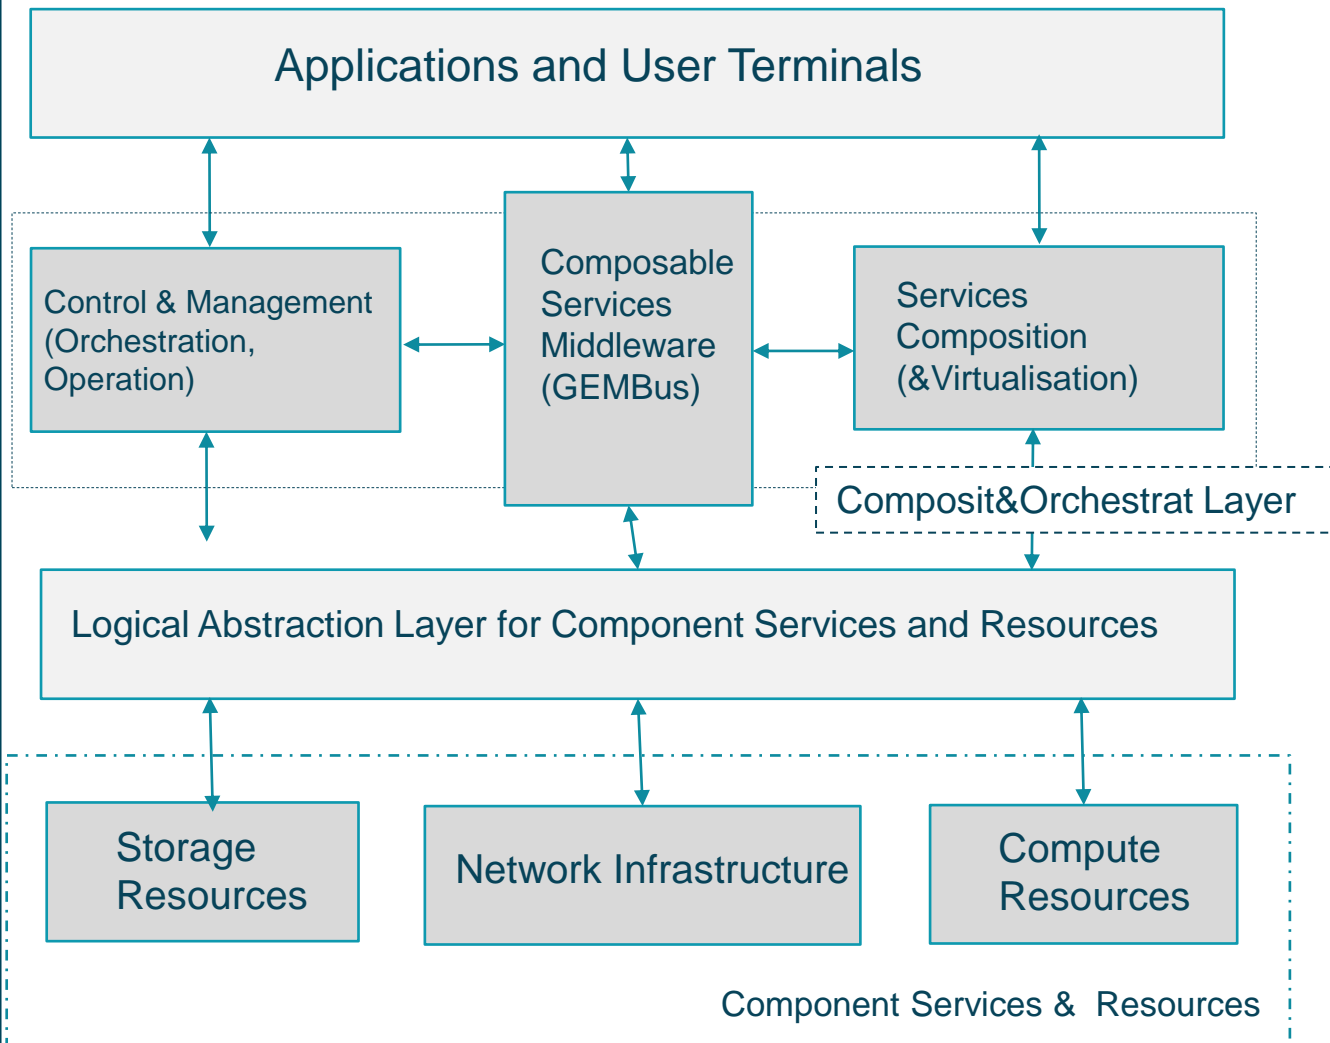 Applications and User Terminals
Control & Management
(Orchestration,
Operation)
Composable
Services
Middleware
(GEMBus)
Services
Composition
(&Virtualisation)
Composit&Orchestrat Layer
Logical Abstraction Layer for Component Services and Resources
Storage
Resources
Network Infrastructure
Compute
Resources
Component Services &  Resources